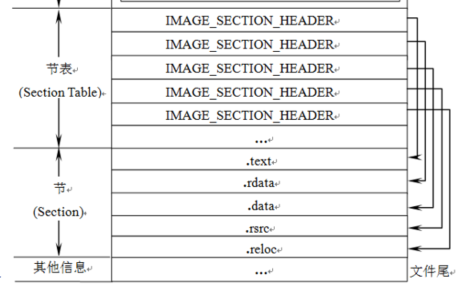 IMAGE_SECTION_HEADER
IMAGE_SECTION_HEADER
节表
IMAGE_SECTION_HEADER
(Section Table)
IMAGE_SECTION_HEADER
IMAGE_SECTION_HEADER
...
.text
节
.rdata
(Section)
.data
.rsrc
.reloc
其他信息
...
文件尾